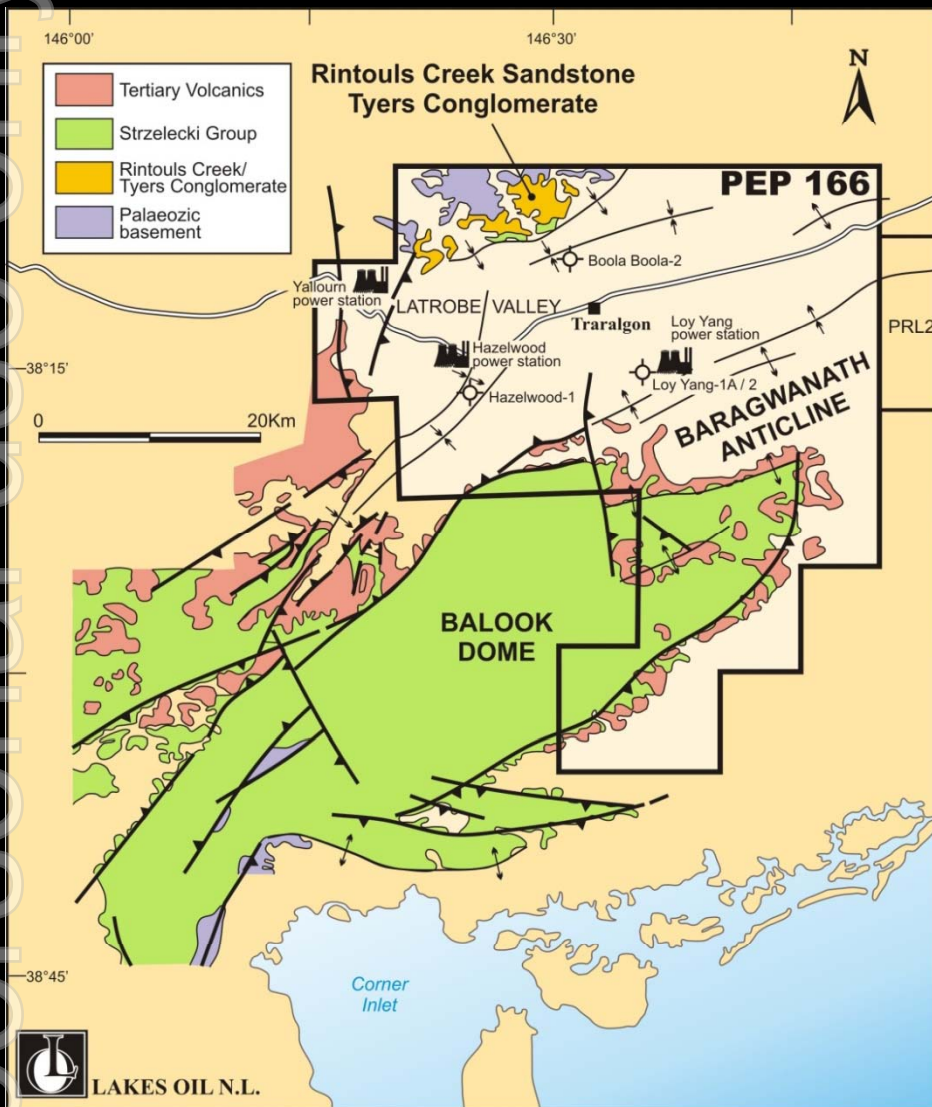 146°00'
146°30'
Tertiary Volcanics
Strzelecki Group
Rintouls Creek/
Tyers Conglomerate
Palaeozic
basement
Rintouls Creek Sandstone
Tyers Conglomerate
N
PEP 166
Boola Boola-2
Yallourn
power station
LATROBE VALLEY
Traralgon
Loy Yang
power station
PRL2
Hazelwood
power station
38°15'
Loy Yang-1A / 2
Hazelwood-1
0 20Km
BARAGWANATH
ANTICLINE
BALOOK
DOME
38°45'
Corner
Inlet
LAKES OIL N.L.